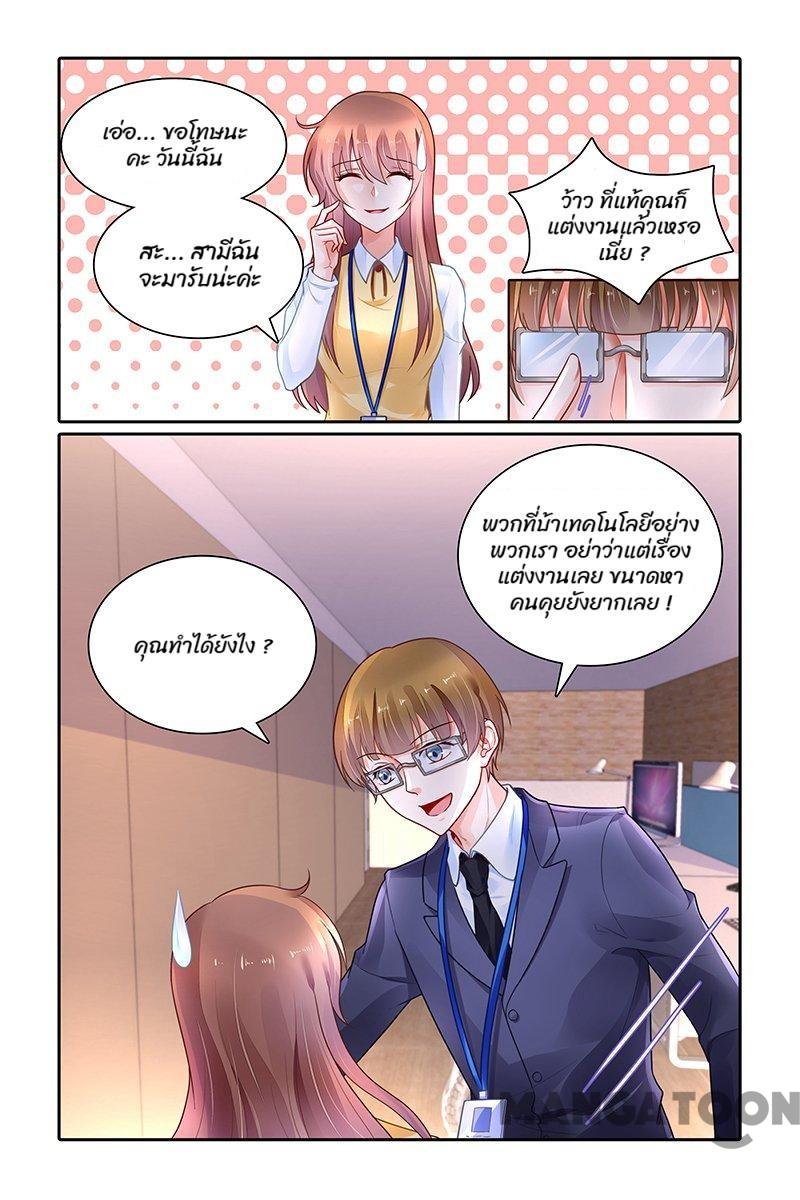 เอ่อ... ขอโทษนะ
คะ วันนี้ฉัน
สะ... สามีฉัน
จะมารับน่ะค่ะ
ว้าว ที่แท้คุณก็
แต่งงานแล้วเหรอ
เนี่ย ?
พวกที่บ้าเทคโนโลยีอย่าง
พวกเรา อย่าว่าแต่เรื่อง
แต่งงานเลย ขนาดหา
คนคุยยังยากเลย !
คุณทำได้ยังไง ?
MANGATOON